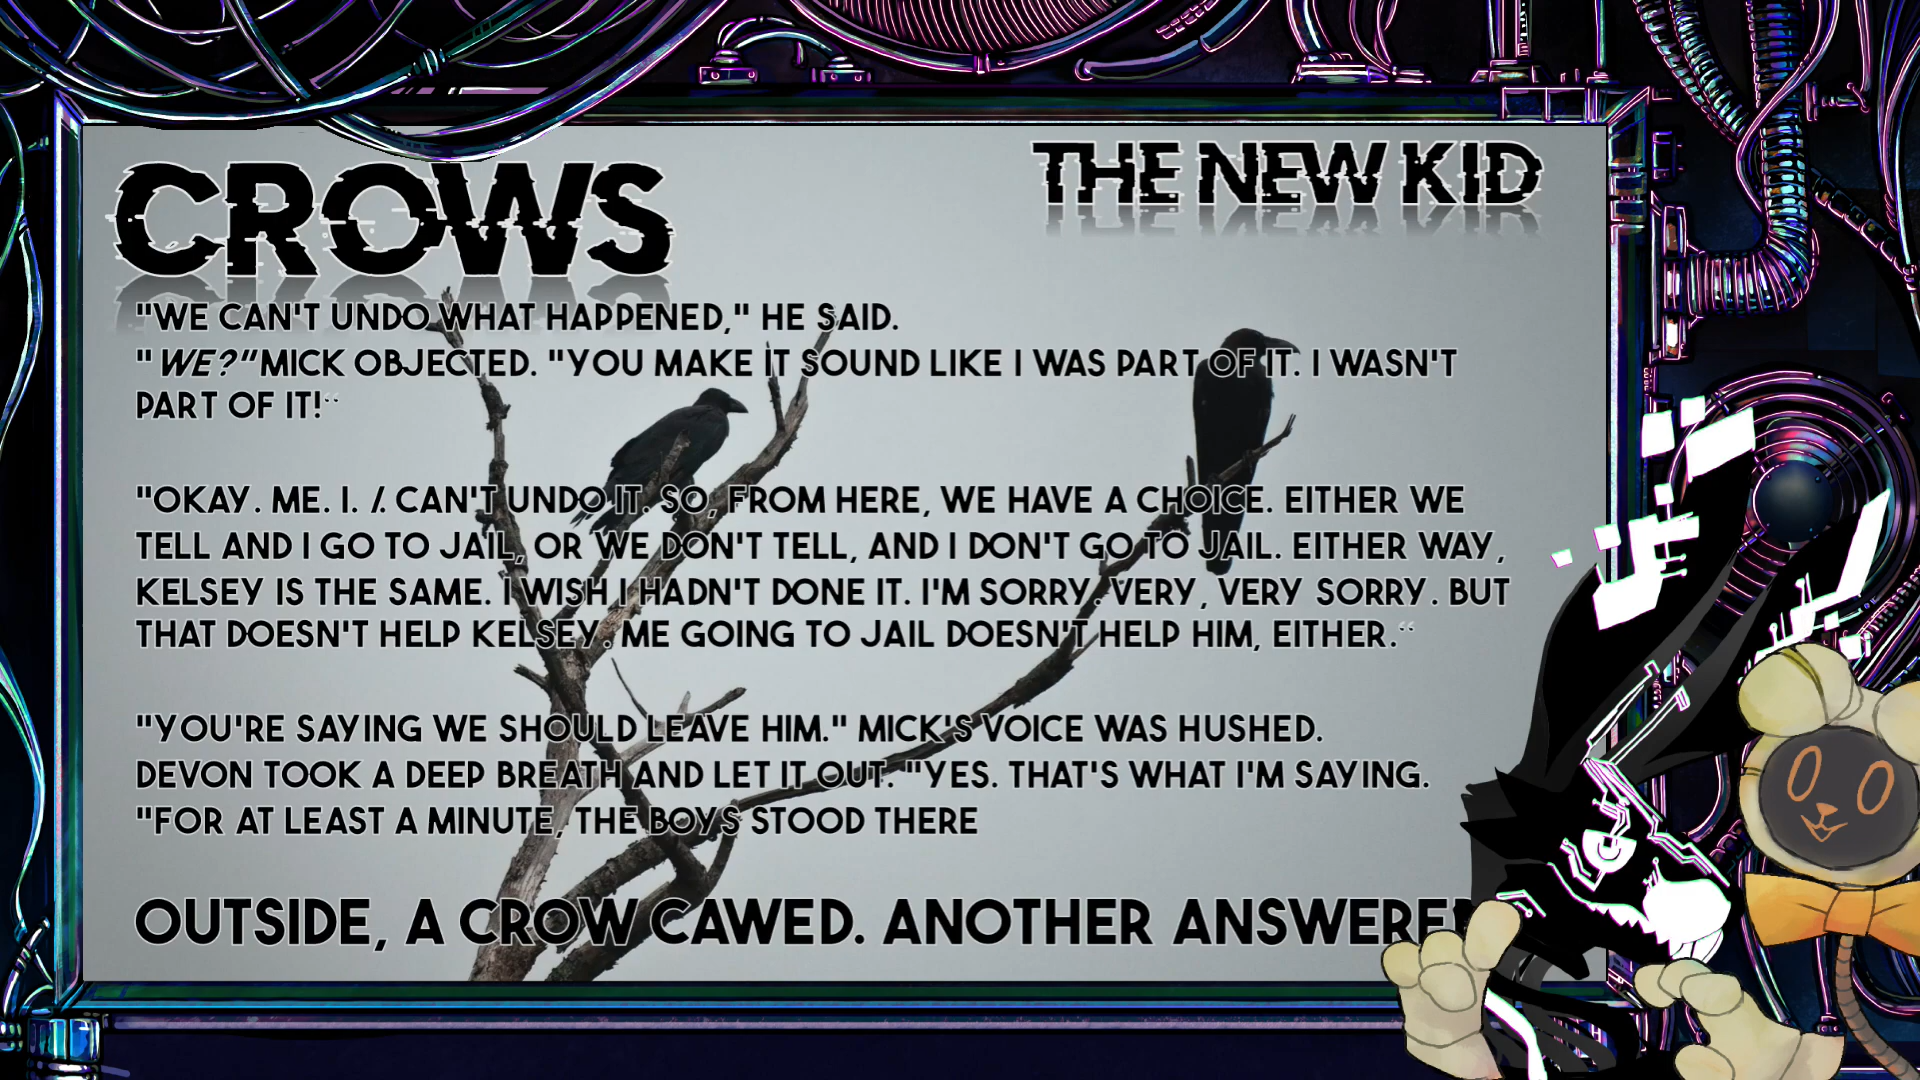 CROWS
THE NEW KID
"WE CAN'T UNDO WHAT HAPPENED," HE SAID.
"WE?" MICK OBJECTED. "YOU MAKE IT SOUND LIKE I WAS PART OF IT. I WASN'T
PART OF IT!“
"OKAY. ME. I. I. CAN'T UNDO IT. SO, FROM HERE, WE HAVE A CHOICE. EITHER WE
TELL AND I GO TO JAIL, OR WE DON'T TELL, AND I DON'T GO TO JAIL. EITHER WAY,
KELSEY IS THE SAME. I WISH I HADN'T DONE IT. I'M SORRY. VERY, VERY SORRY. BUT
THAT DOESN'T HELP KELSEY. ME GOING TO JAIL DOESN'T HELP HIM, EITHER.“
"YOU'RE SAYING WE SHOULD LEAVE HIM." MICK'S VOICE WAS HUSHED.
DEVON TOOK A DEEP BREATH AND LET IT OUT. ""YES. THAT'S WHAT I'M SAYING.
"FOR AT LEAST A MINUTE, THE BOYS STOOD THERE
OUTSIDE, A CROW CAWED. ANOTHER ANSWERED